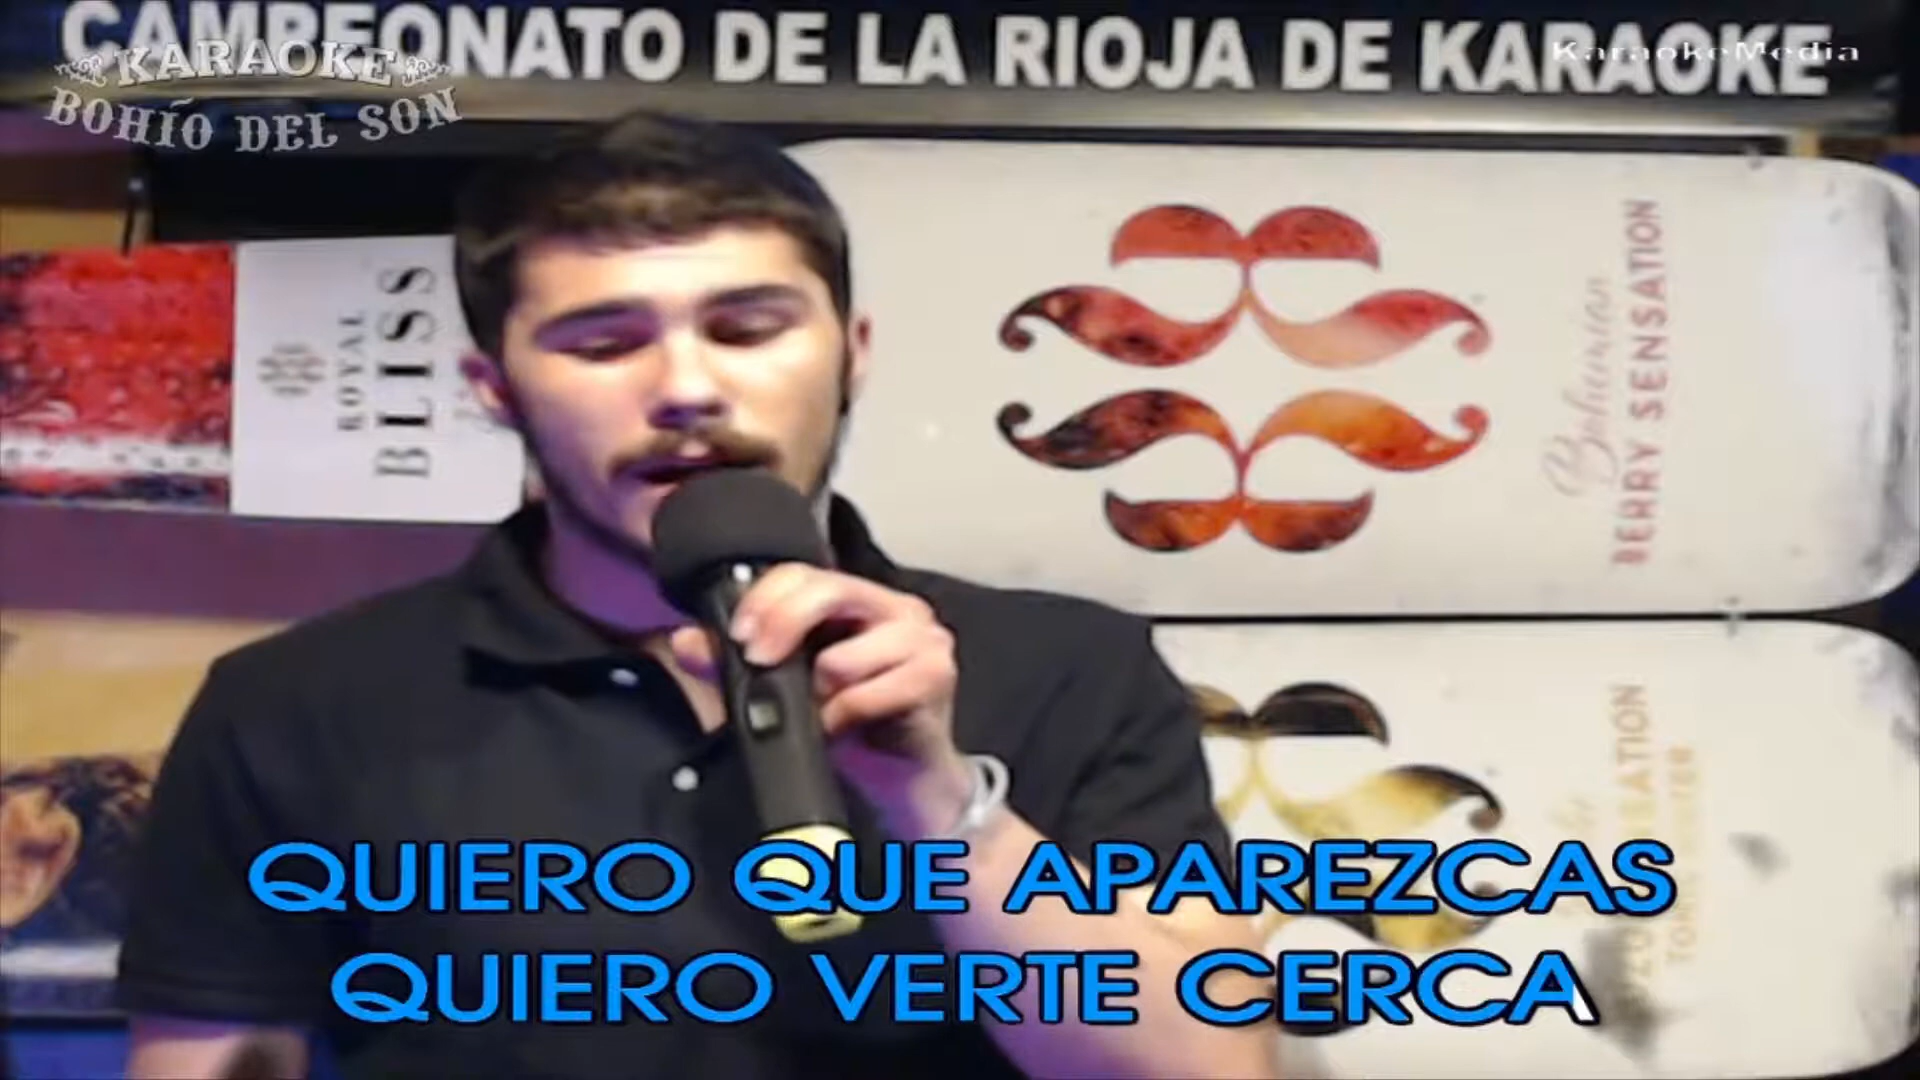 CAMPEONATO DE LA RIOJA DE KARAOKE
KaraokeMedia
KARAOKE
BOHÍO DEL SON
ROYAL
BLISS
Bohemian
BERRY SENSATION
QUIERO QUE APAREZCAS
QUIERO VERTE CERCA